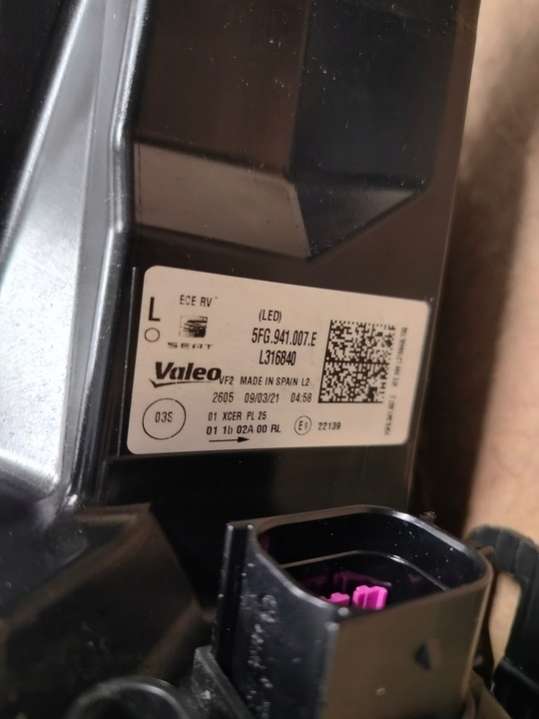 L
ECE RV
(LED)
SEAT
5FG.941.007.E
L316840
Valeo
VF2 MADE IN SPAIN L2
2605 09/03/21 04:58
03S
01 XCER PL 25
01 1b 02A 00 RL
22139